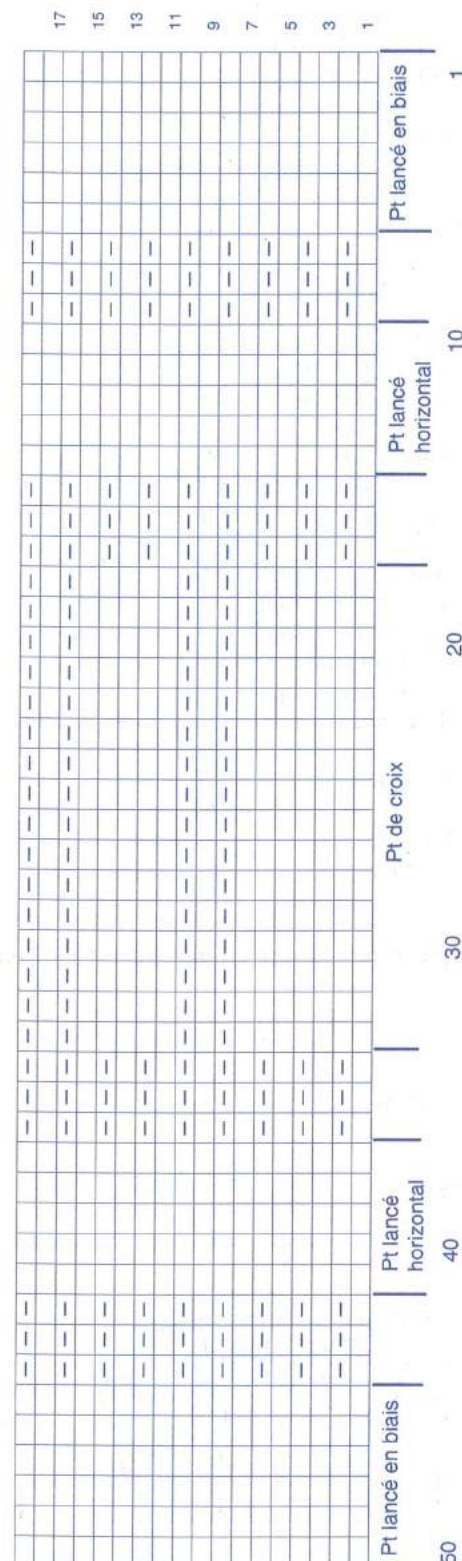 17
15
13
11
9
7
5
3
1
Pt lancé en biais
Pt lancé
horizontal
Pt de croix
Pt lancé
horizontal
Pt lancé en biais
50 40 30 20 10 1